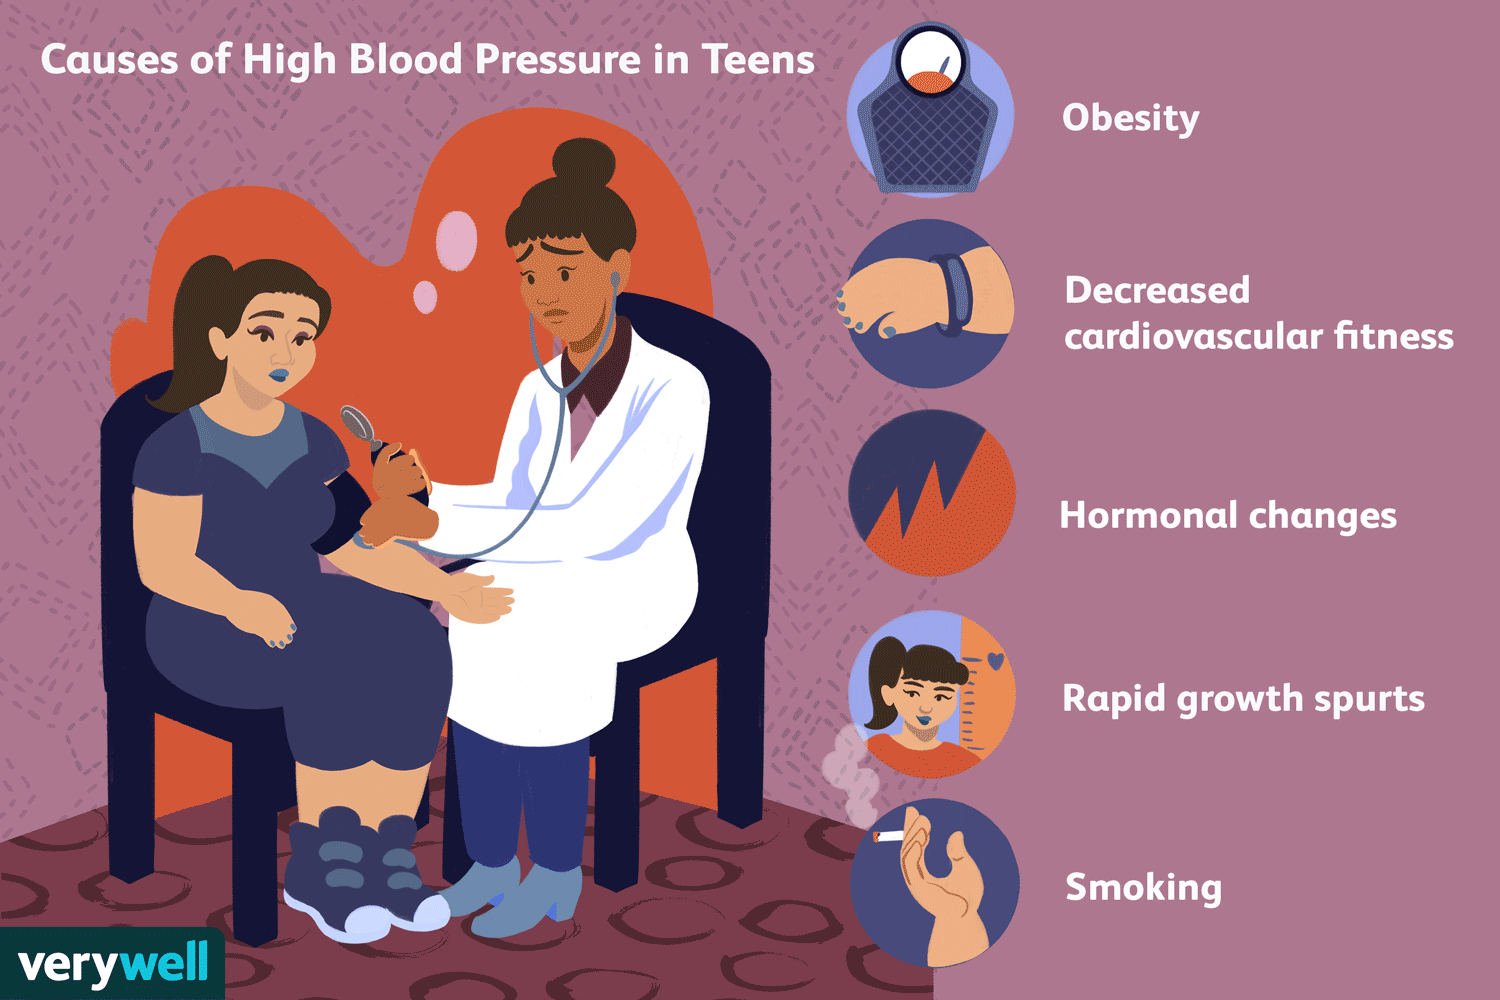 Causes of High Blood Pressure in Teens
Obesity
Decreased
cardiovascular fitness
Hormonal changes
Rapid growth spurts
Smoking
verywell